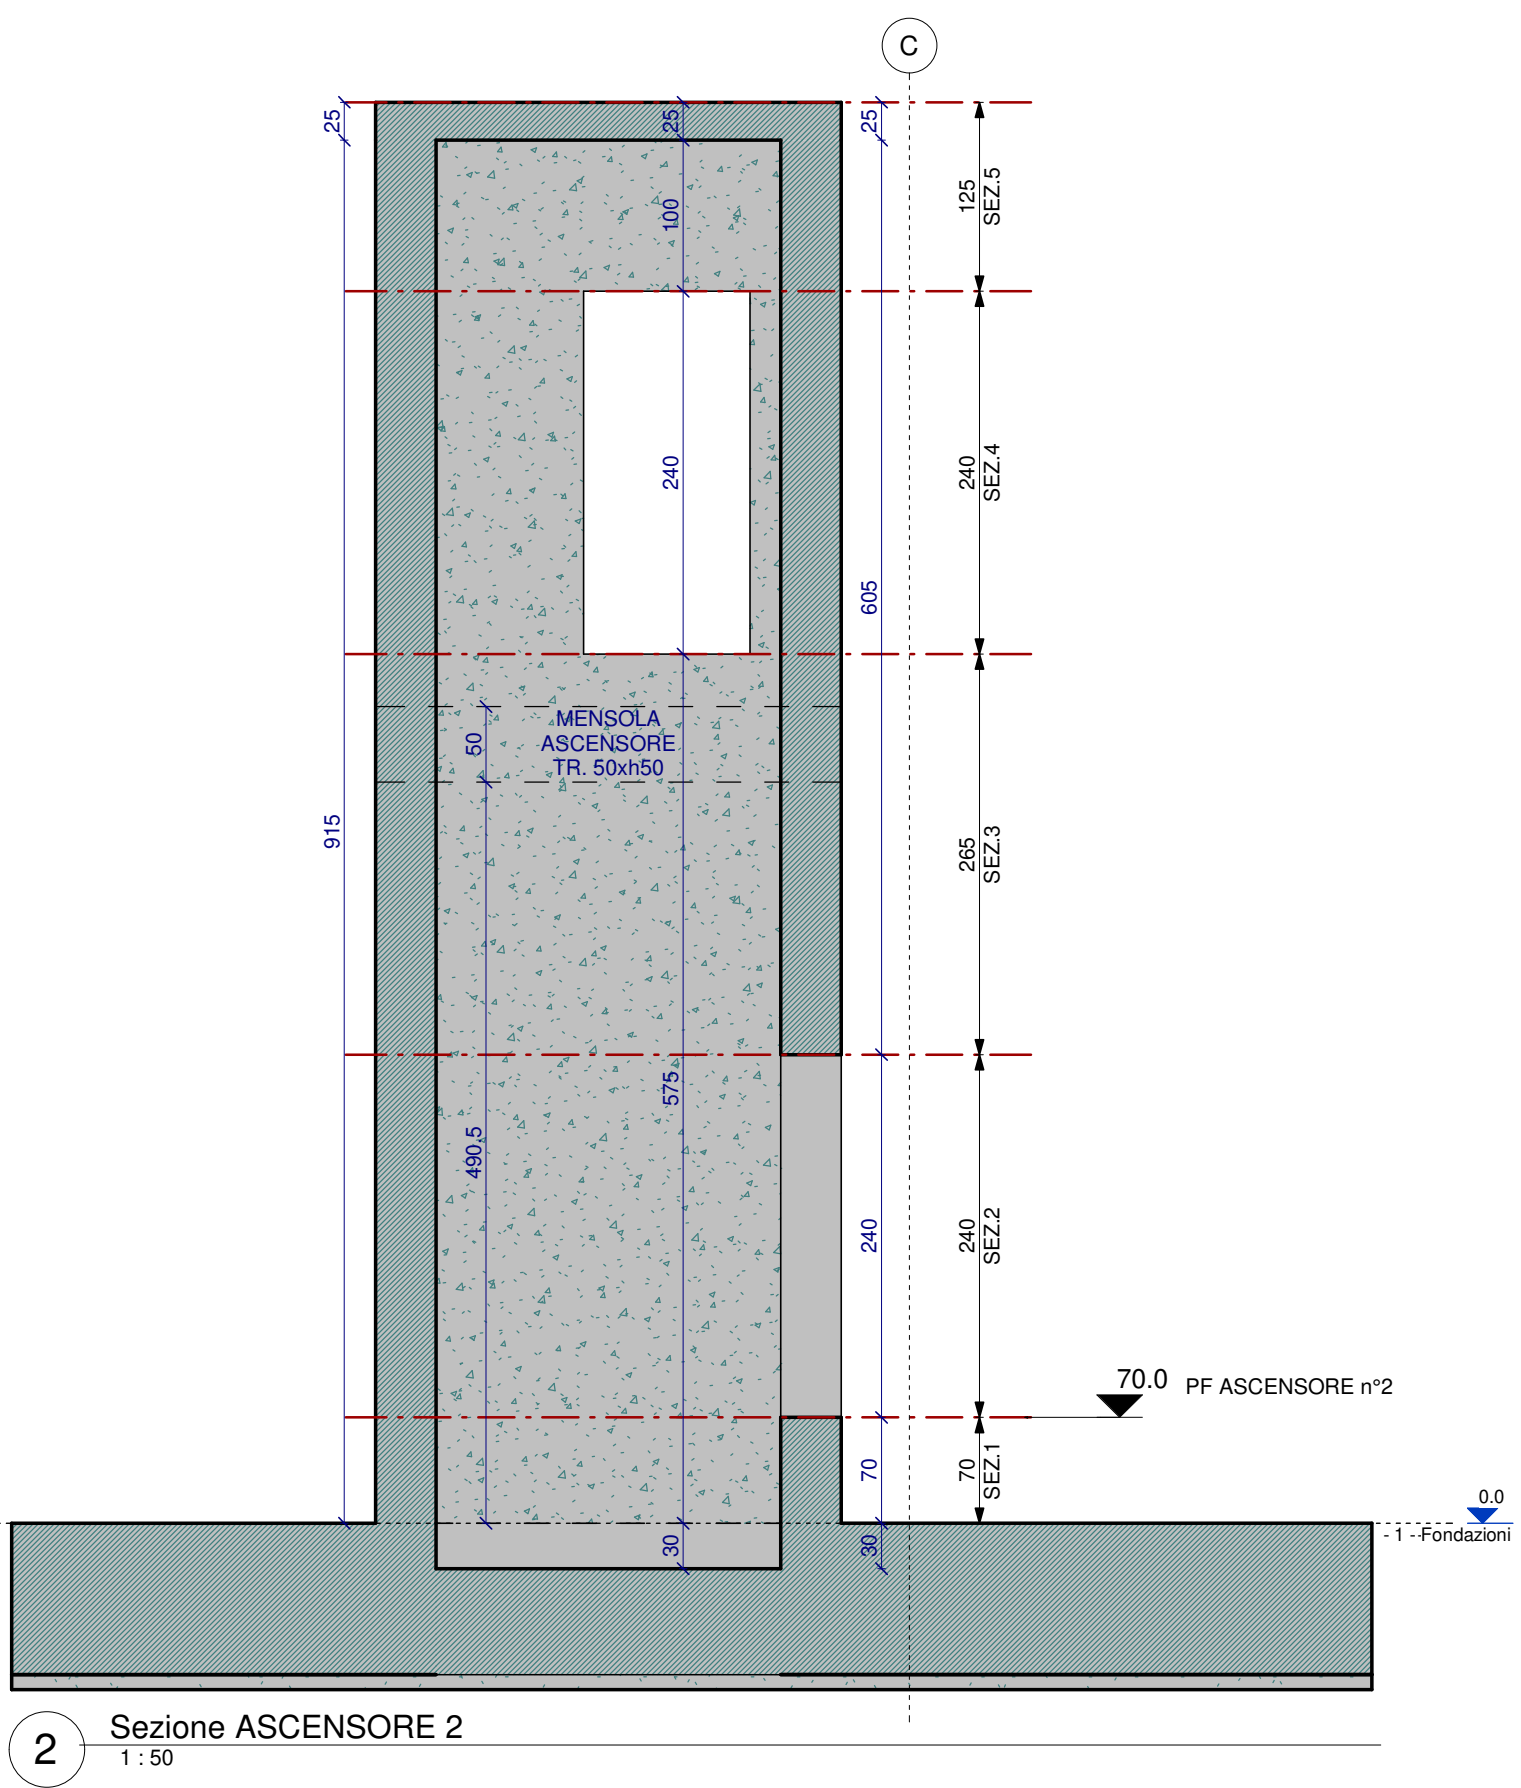 C
25
25
25
125
SEZ.5
100
240
240
SEZ.4
605
MENSOLA
ASCENSORE
TR. 50xh50
50
915
265
SEZ.3
575
490.5
240
240
SEZ.2
70.0 PF ASCENSORE n°2
70
70
SEZ.1
0.0
- 1 --Fondazioni
30
30
2
Sezione ASCENSORE 2
1 : 50